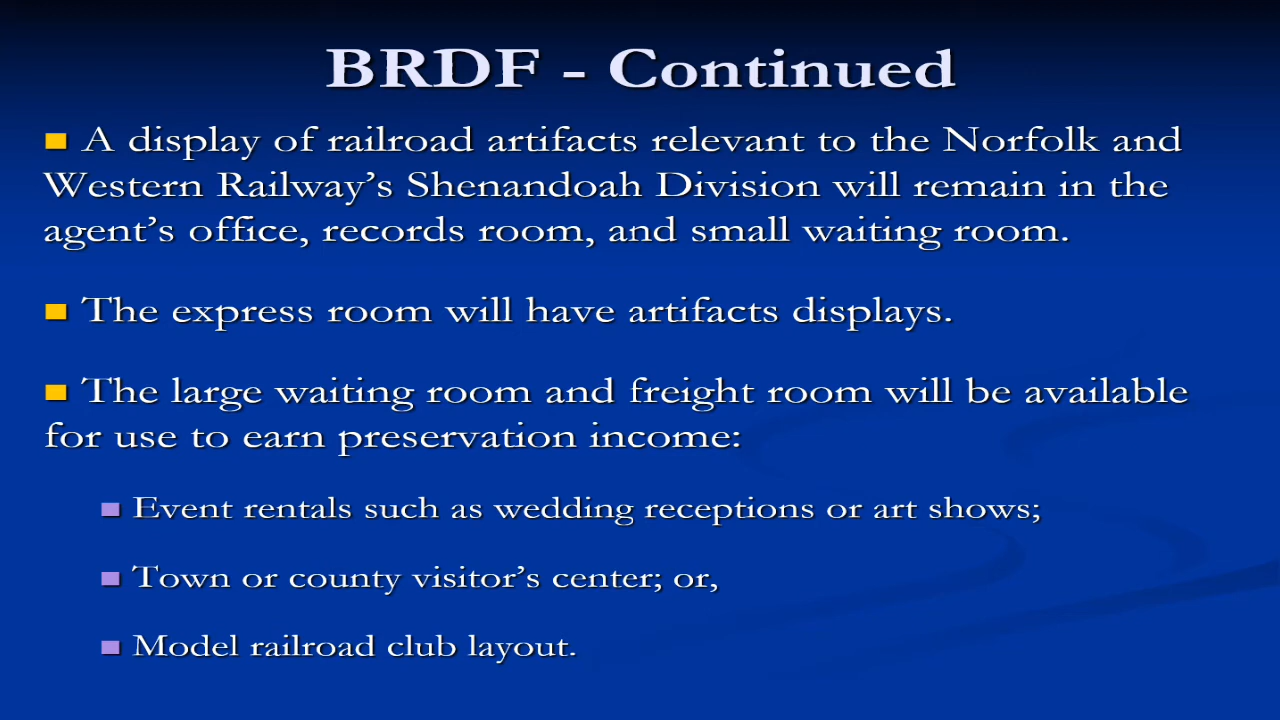 BRDF - Continued
A display of railroad artifacts relevant to the Norfolk and
Western Railway’s Shenandoah Division will remain in the
agent’s office, records room, and small waiting room.
The express room will have artifacts displays.
The large waiting room and freight room will be available
for use to earn preservation income:
Event rentals such as wedding receptions or art shows;
Town or county visitor’s center; or,
Model railroad club layout.